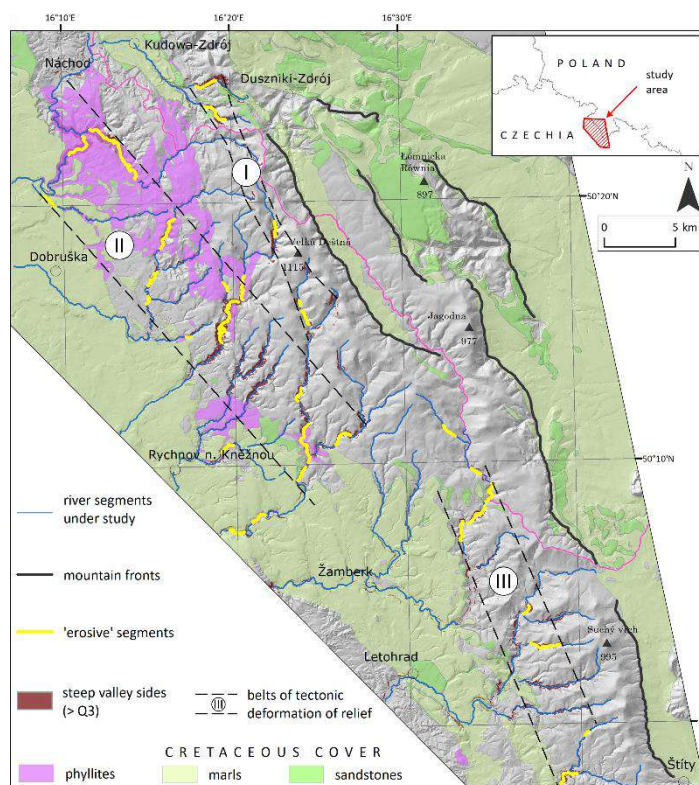 16°10'E
16°20'
16°30'
Kudowa-Zdrój
Náchod
Duszniki-Zdrój
POLAND
study
area
CZECHIA
N
Łomnicka
Równia
897
50°20'N
0
5 km
I
II
Velká Deštná
1115
Dobruška
Jagodna
977
50°10'N
Rychnov n. Kněžnou
river segments
under study
mountain fronts
Žamberk
III
'erosive' segments
Suchý vrch
995
Letohrad
steep valley sides
(> Q3)
III
belts of tectonic
deformation of relief
CRETACEOUS COVER
phyllites
marls
sandstones
Štíty